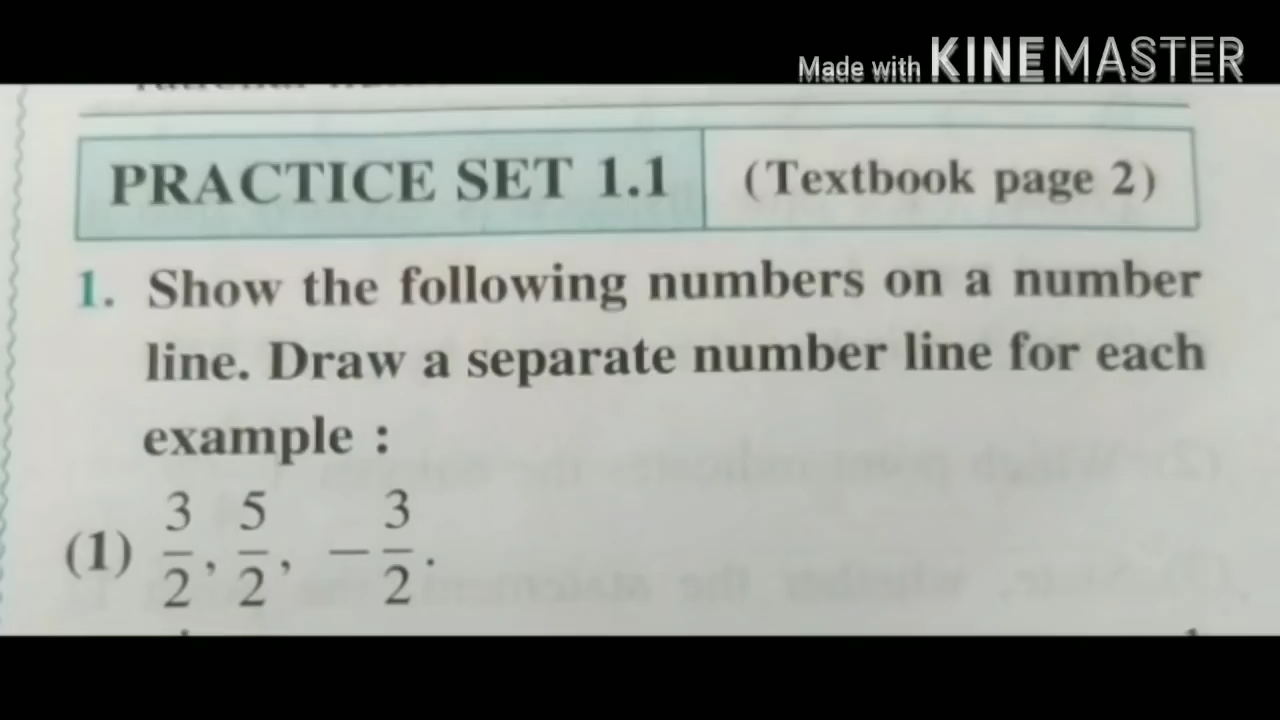 Made with KINEMASTER
PRACTICE SET 1.1 (Textbook page 2)
1. Show the following numbers on a number
line. Draw a separate number line for each
example :
(1) 3/2, 5/2, −3/2.